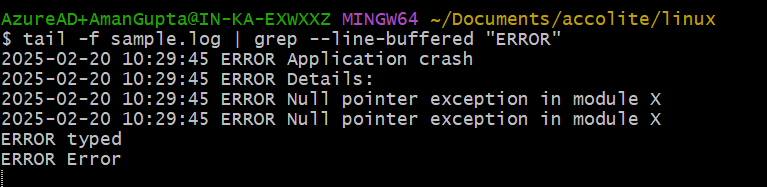 AzureAD+AmanGupta@IN-KA-EXWXXZ MINGW64 ~/Documents/accolite/linux
$ tail -f sample.log | grep --line-buffered "ERROR"
2025-02-20 10:29:45 ERROR Application crash
2025-02-20 10:29:45 ERROR Details:
2025-02-20 10:29:45 ERROR Null pointer exception in module X
2025-02-20 10:29:45 ERROR Null pointer exception in module X
ERROR typed
ERROR Error